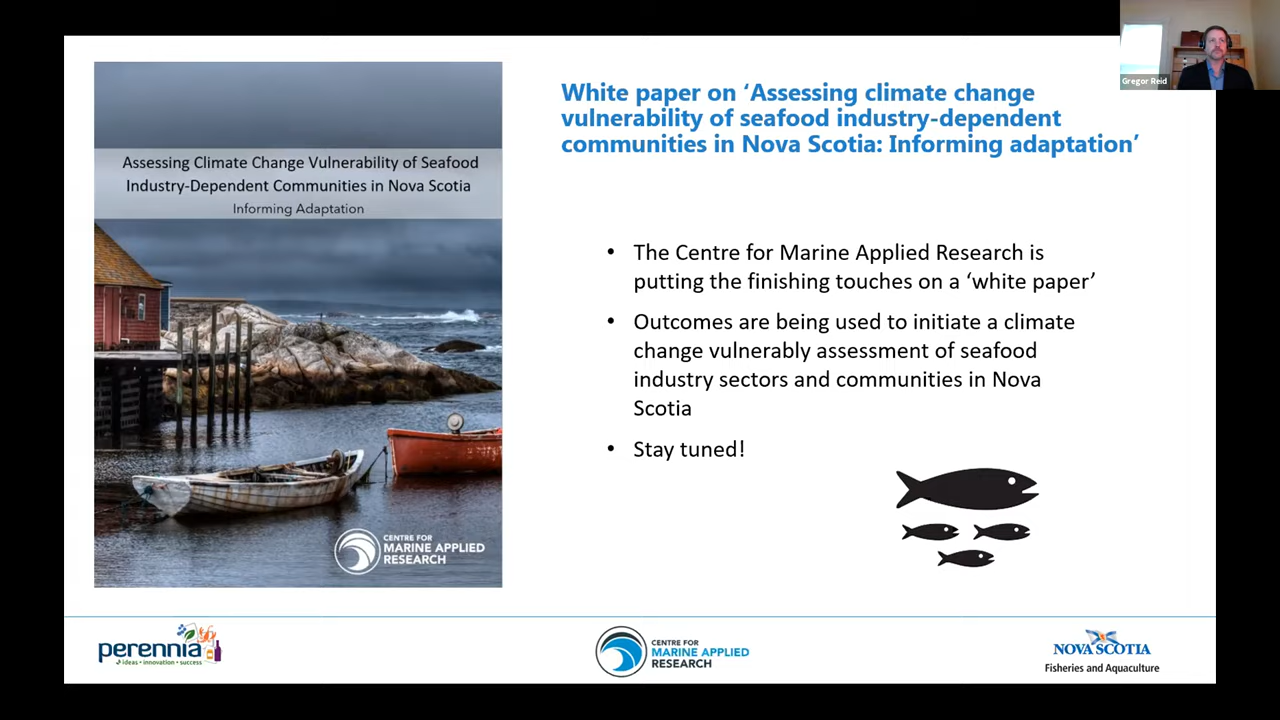 Gregor Reid
White paper on ‘Assessing climate change
vulnerability of seafood industry-dependent
communities in Nova Scotia: Informing adaptation’
Assessing Climate Change Vulnerability of Seafood
Industry-Dependent Communities in Nova Scotia
Informing Adaptation
CENTRE FOR
MARINE APPLIED
RESEARCH
• The Centre for Marine Applied Research is
putting the finishing touches on a ‘white paper’
• Outcomes are being used to initiate a climate
change vulnerably assessment of seafood
industry sectors and communities in Nova
Scotia
• Stay tuned!
perennia
ideas • innovation • success
CENTRE FOR
MARINE APPLIED
RESEARCH
NOVA SCOTIA
Fisheries and Aquaculture